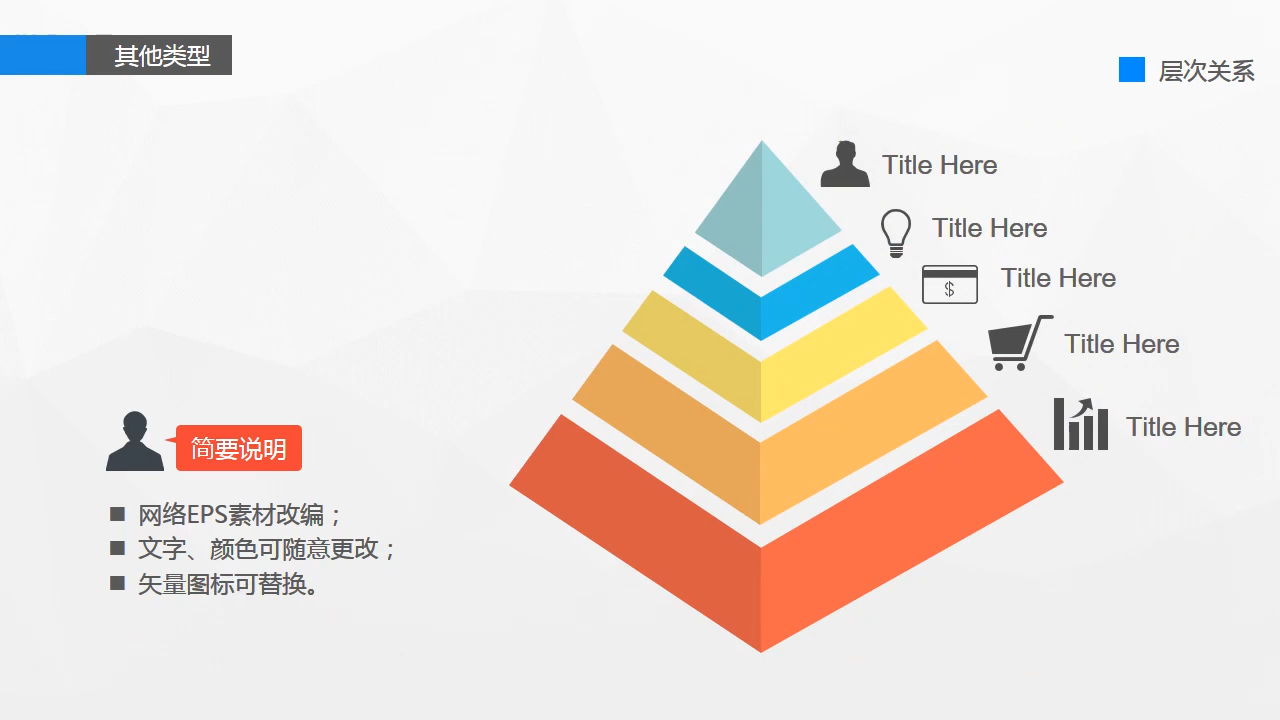 其他类型
层次关系
Title Here
Title Here
$
Title Here
Title Here
Title Here
简要说明
网络EPS素材改编；
文字、颜色可随意更改；
矢量图标可替换。